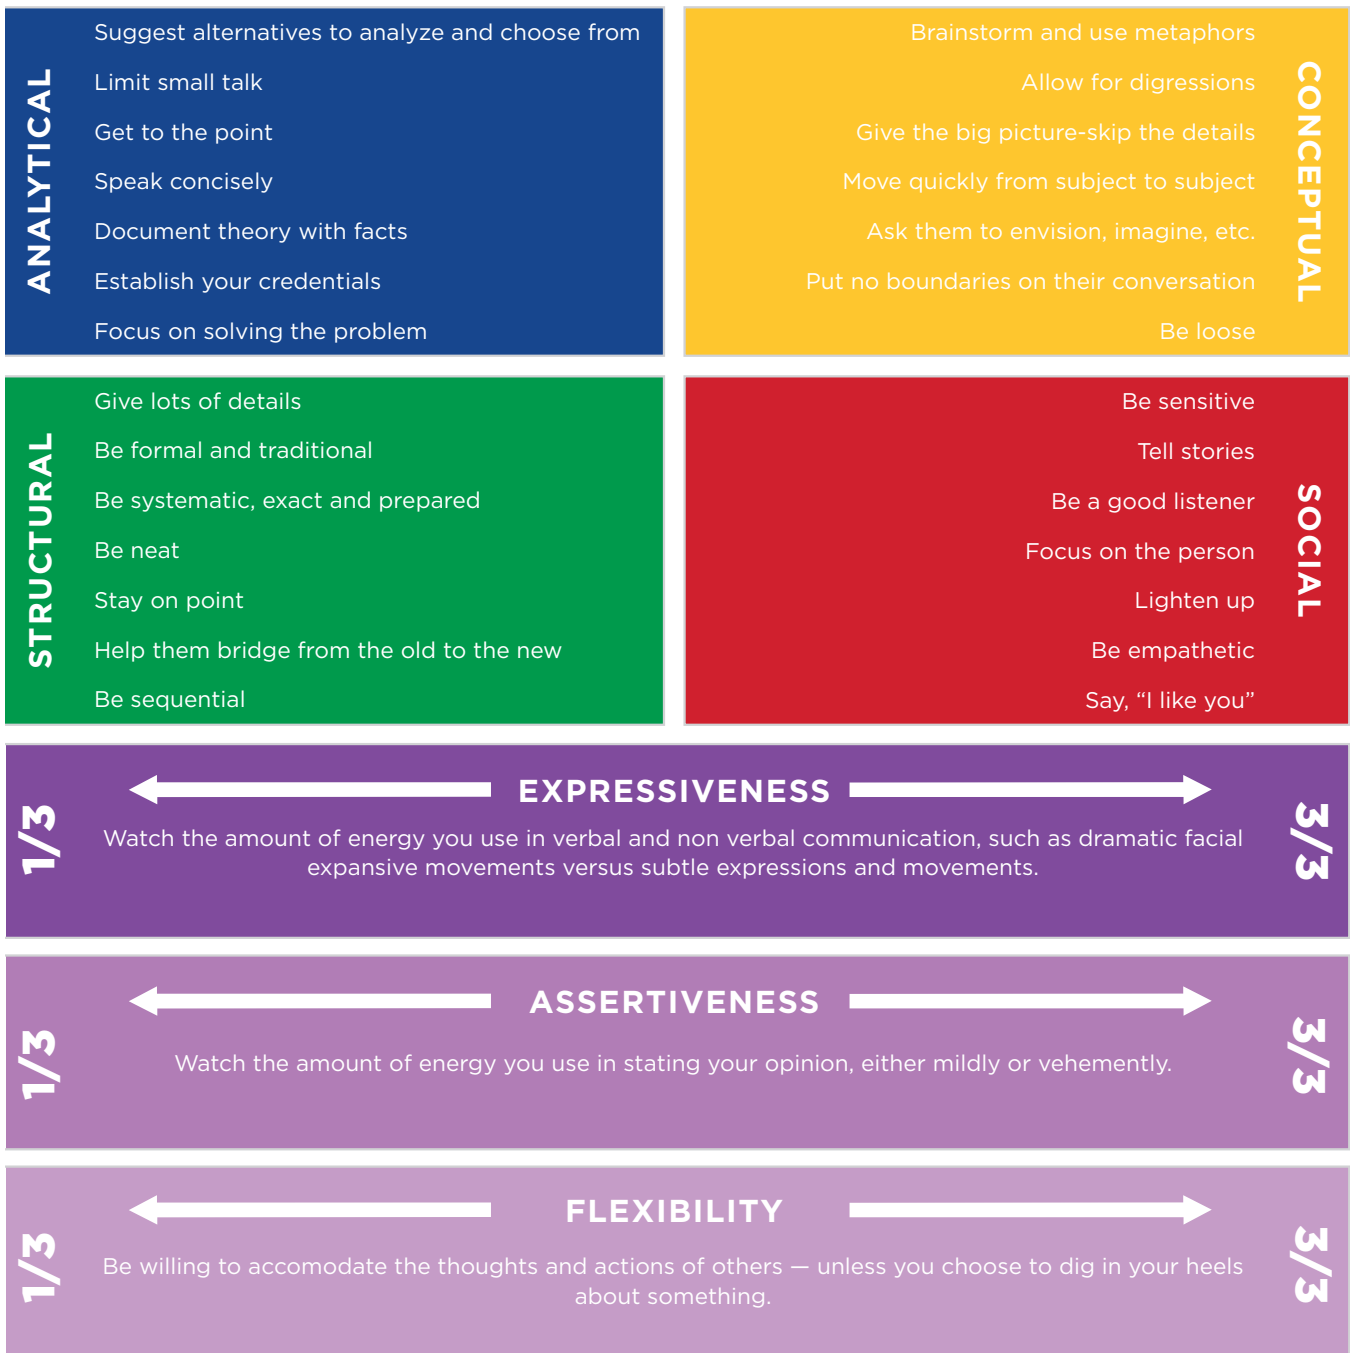 ANALYTICAL
Suggest alternatives to analyze and choose from
Limit small talk
Get to the point
Speak concisely
Document theory with facts
Establish your credentials
Focus on solving the problem
CONCEPTUAL
Brainstorm and use metaphors
Allow for digressions
Give the big picture-skip the details
Move quickly from subject to subject
Ask them to envision, imagine, etc.
Put no boundaries on their conversation
Be loose
STRUCTURAL
Give lots of details
Be formal and traditional
Be systematic, exact and prepared
Be neat
Stay on point
Help them bridge from the old to the new
Be sequential
SOCIAL
Be sensitive
Tell stories
Be a good listener
Focus on the person
Lighten up
Be empathetic
Say, “I like you”
1/3
EXPRESSIVENESS
Watch the amount of energy you use in verbal and non verbal communication, such as dramatic facial
expansive movements versus subtle expressions and movements.
3/3
1/3
ASSERTIVENESS
Watch the amount of energy you use in stating your opinion, either mildly or vehemently.
3/3
1/3
FLEXIBILITY
Be willing to accomodate the thoughts and actions of others — unless you choose to dig in your heels
about something.
3/3